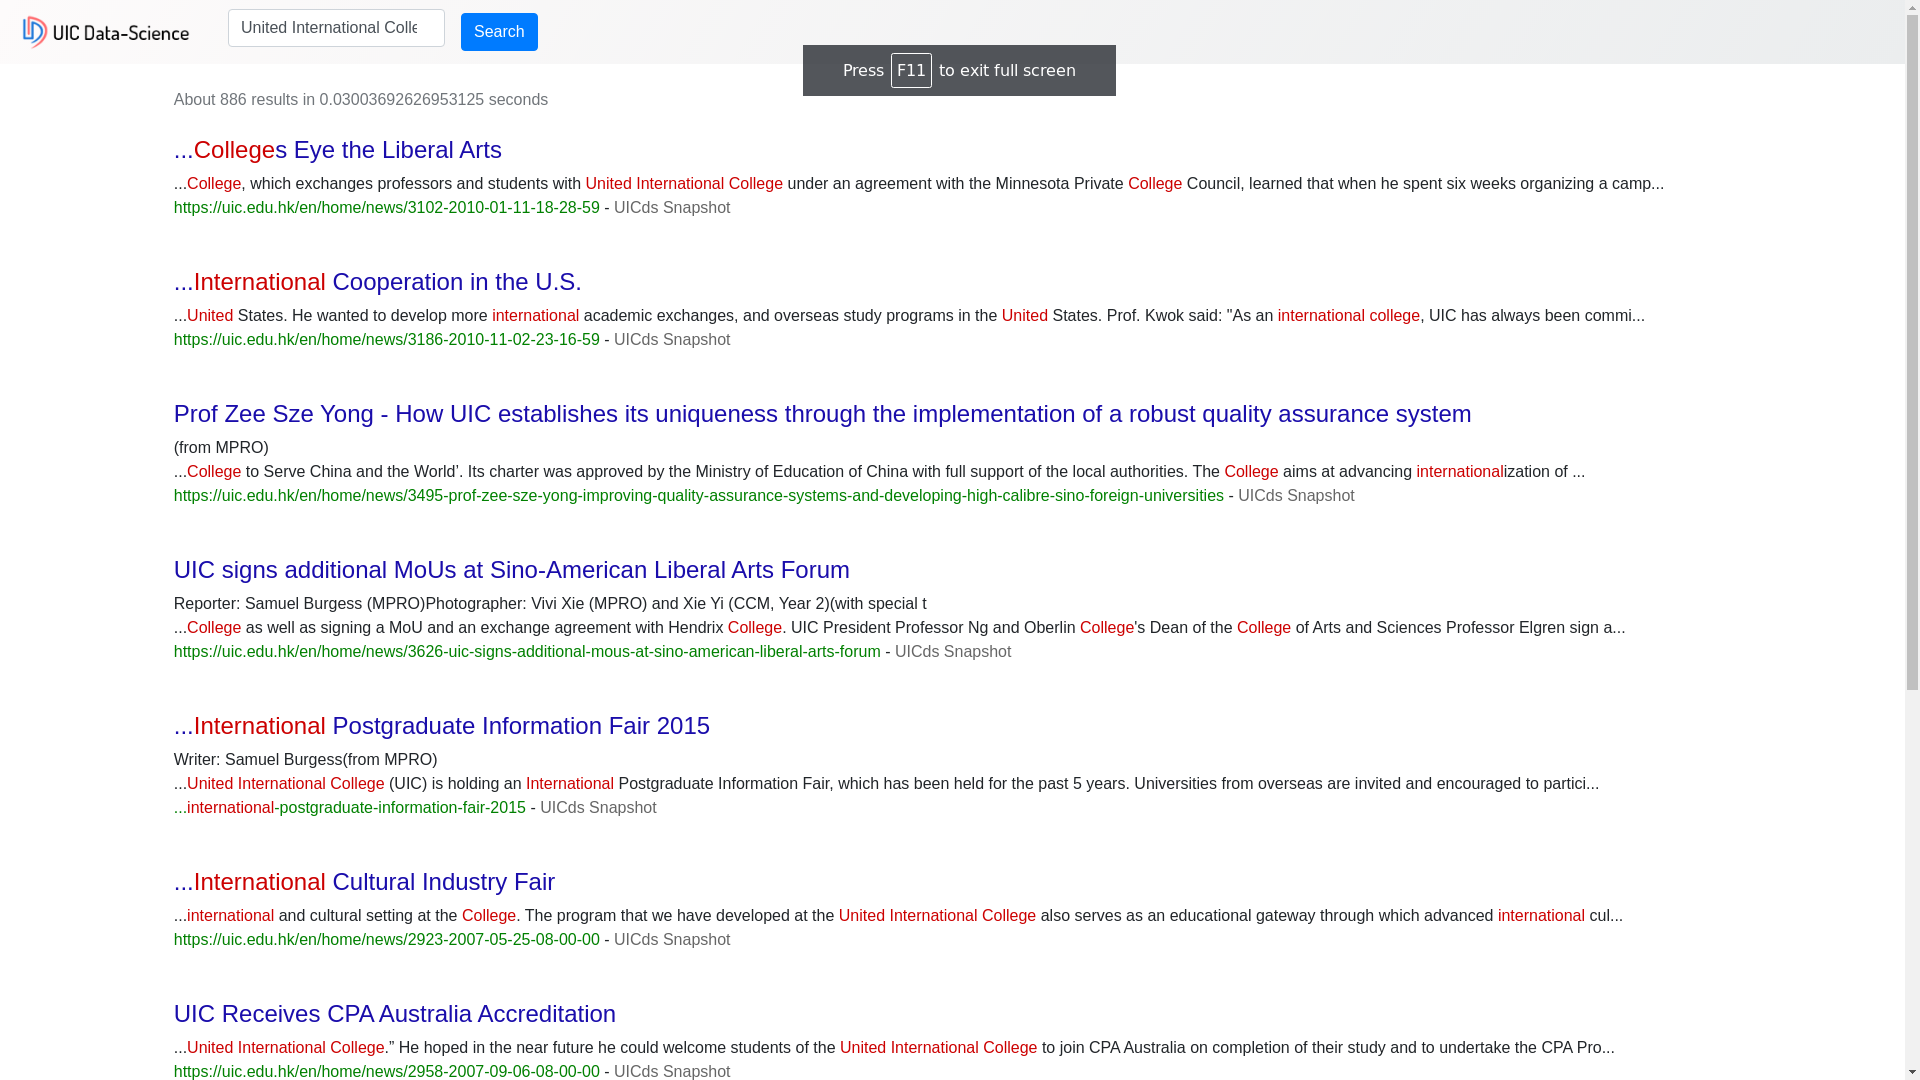 UIC Data-Science
United International Colle
Search
Press F11 to exit full screen
About 886 results in 0.03003692626953125 seconds
...Colleges Eye the Liberal Arts
...College, which exchanges professors and students with United International College under an agreement with the Minnesota Private College Council, learned that when he spent six weeks organizing a camp...
https://uic.edu.hk/en/home/news/3102-2010-01-11-18-28-59 - UICds Snapshot
...International Cooperation in the U.S.
...United States. He wanted to develop more international academic exchanges, and overseas study programs in the United States. Prof. Kwok said: "As an international college, UIC has always been commi...
https://uic.edu.hk/en/home/news/3186-2010-11-02-23-16-59 - UICds Snapshot
Prof Zee Sze Yong - How UIC establishes its uniqueness through the implementation of a robust quality assurance system
(from MPRO)
...College to Serve China and the World’. Its charter was approved by the Ministry of Education of China with full support of the local authorities. The College aims at advancing internationalization of ...
https://uic.edu.hk/en/home/news/3495-prof-zee-sze-yong-improving-quality-assurance-systems-and-developing-high-calibre-sino-foreign-universities - UICds Snapshot
UIC signs additional MoUs at Sino-American Liberal Arts Forum
Reporter: Samuel Burgess (MPRO)Photographer: Vivi Xie (MPRO) and Xie Yi (CCM, Year 2)(with special t
...College as well as signing a MoU and an exchange agreement with Hendrix College. UIC President Professor Ng and Oberlin College's Dean of the College of Arts and Sciences Professor Elgren sign a...
https://uic.edu.hk/en/home/news/3626-uic-signs-additional-mous-at-sino-american-liberal-arts-forum - UICds Snapshot
...International Postgraduate Information Fair 2015
Writer: Samuel Burgess(from MPRO)
...United International College (UIC) is holding an International Postgraduate Information Fair, which has been held for the past 5 years. Universities from overseas are invited and encouraged to partici...
...international-postgraduate-information-fair-2015 - UICds Snapshot
...International Cultural Industry Fair
...international and cultural setting at the College. The program that we have developed at the United International College also serves as an educational gateway through which advanced international cul...
https://uic.edu.hk/en/home/news/2923-2007-05-25-08-00-00 - UICds Snapshot
UIC Receives CPA Australia Accreditation
...United International College.” He hoped in the near future he could welcome students of the United International College to join CPA Australia on completion of their study and to undertake the CPA Pro...
https://uic.edu.hk/en/home/news/2958-2007-09-06-08-00-00 - UICds Snapshot